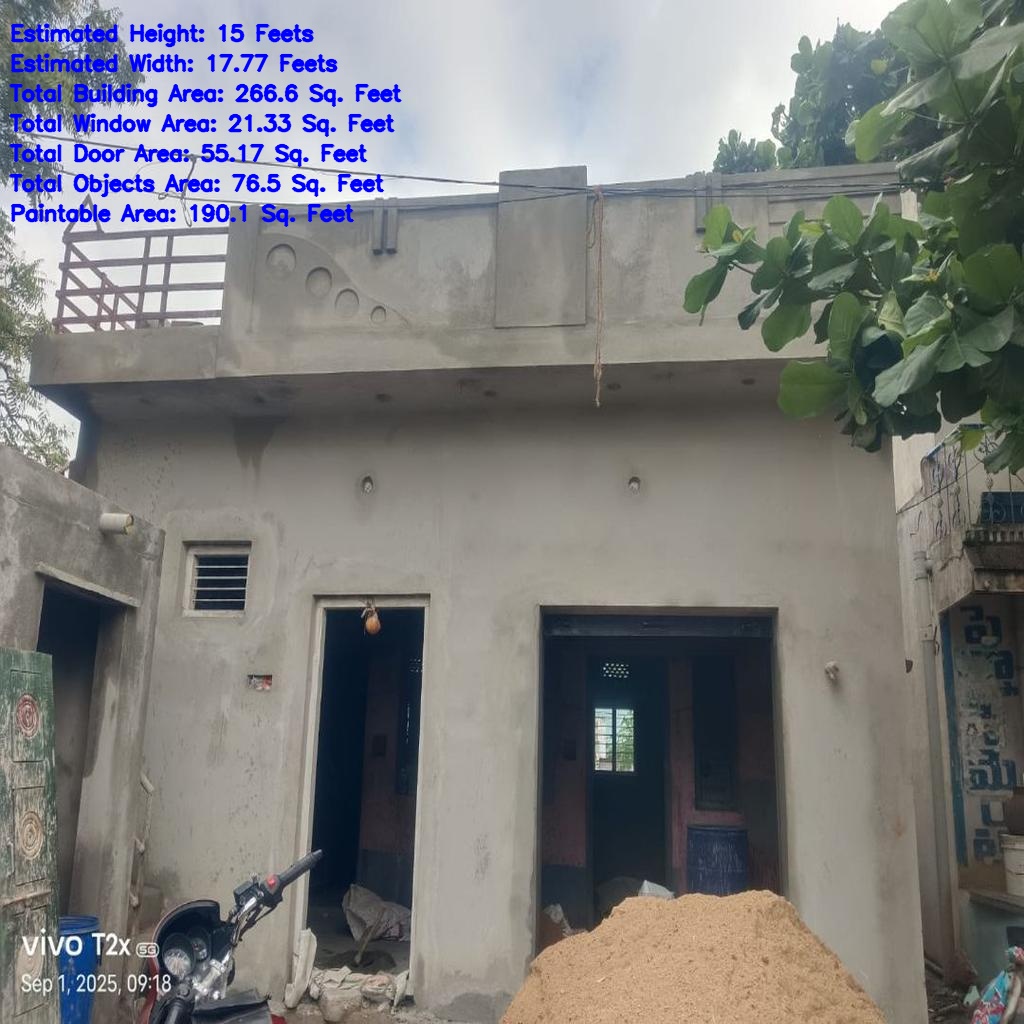 Estimated Height: 15 Feets
Estimated Width: 17.77 Feets
Total Building Area: 266.6 Sq. Feet
Total Window Area: 21.33 Sq. Feet
Total Door Area: 55.17 Sq. Feet
Total Objects Area: 76.5 Sq. Feet
Paintable Area: 190.1 Sq. Feet
vivo T2x 5G
Sep 1, 2025, 09:18